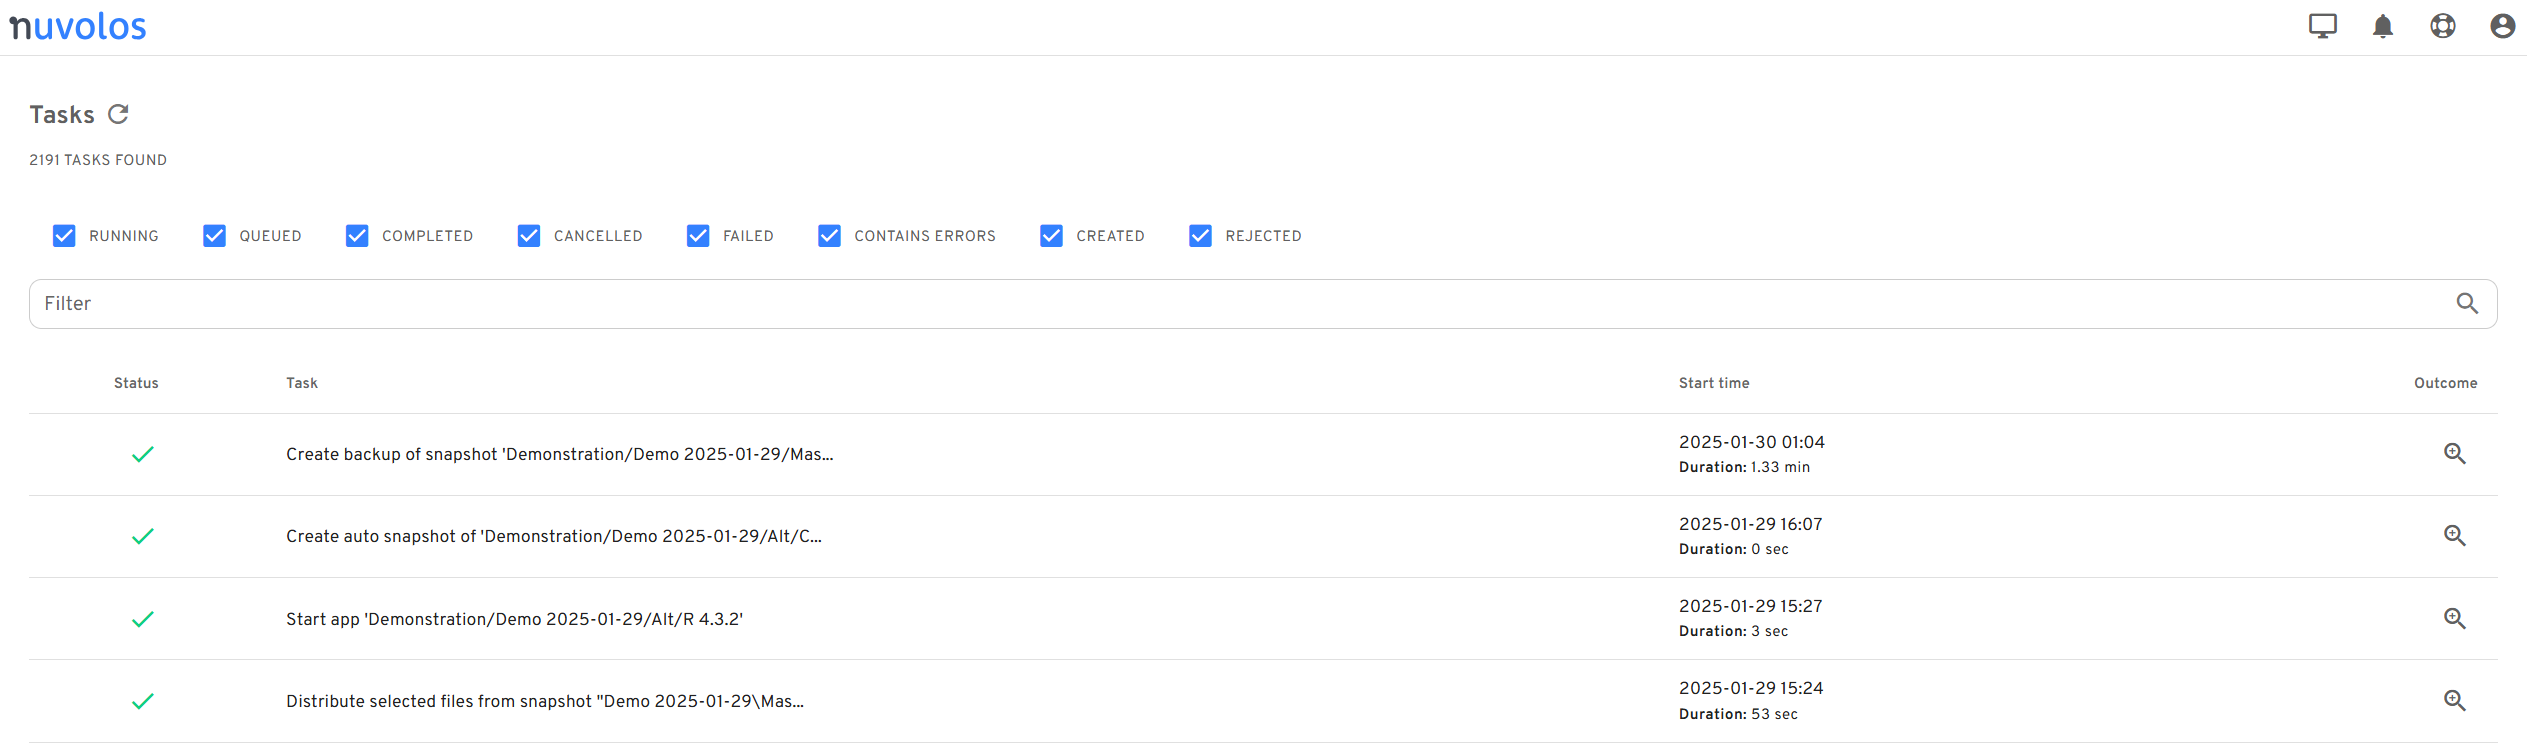 nuvolos
Tasks
2191 TASKS FOUND
RUNNING QUEUED COMPLETED CANCELLED FAILED CONTAINS ERRORS CREATED REJECTED
Filter
Status Task Start time Outcome
Create backup of snapshot 'Demonstration/Demo 2025-01-29/Mas... 2025-01-30 01:04
Duration: 1.33 min
Create auto snapshot of 'Demonstration/Demo 2025-01-29/Alt/C... 2025-01-29 16:07
Duration: 0 sec
Start app 'Demonstration/Demo 2025-01-29/Alt/R 4.3.2' 2025-01-29 15:27
Duration: 3 sec
Distribute selected files from snapshot "Demo 2025-01-29\Mas... 2025-01-29 15:24
Duration: 53 sec